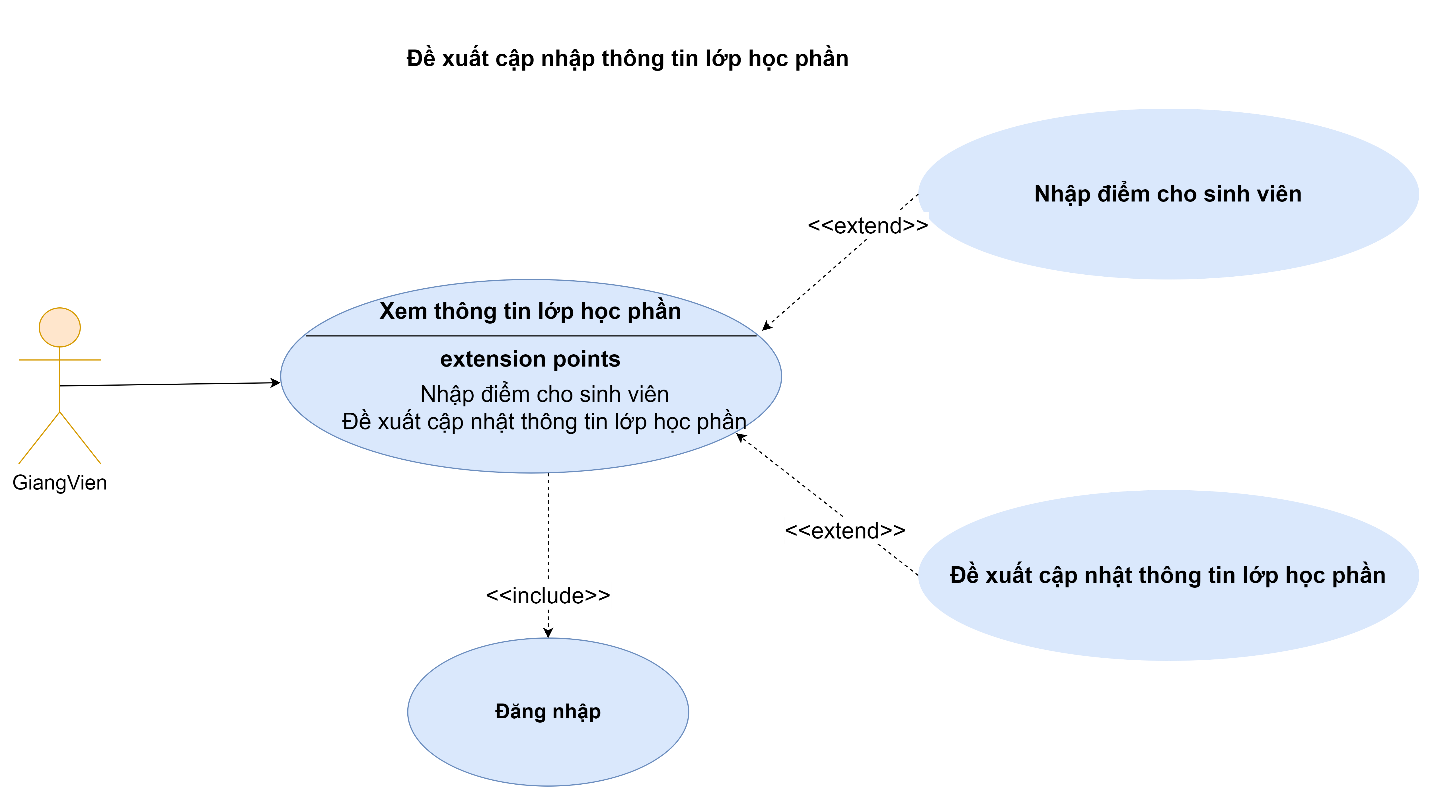 Đề xuất cập nhập thông tin lớp học phần
Nhập điểm cho sinh viên
<<extend>>
Xem thông tin lớp học phần
extension points
Nhập điểm cho sinh viên
Đề xuất cập nhật thông tin lớp học phần
GiangVien
<<extend>>
Đề xuất cập nhật thông tin lớp học phần
<<include>>
Đăng nhập